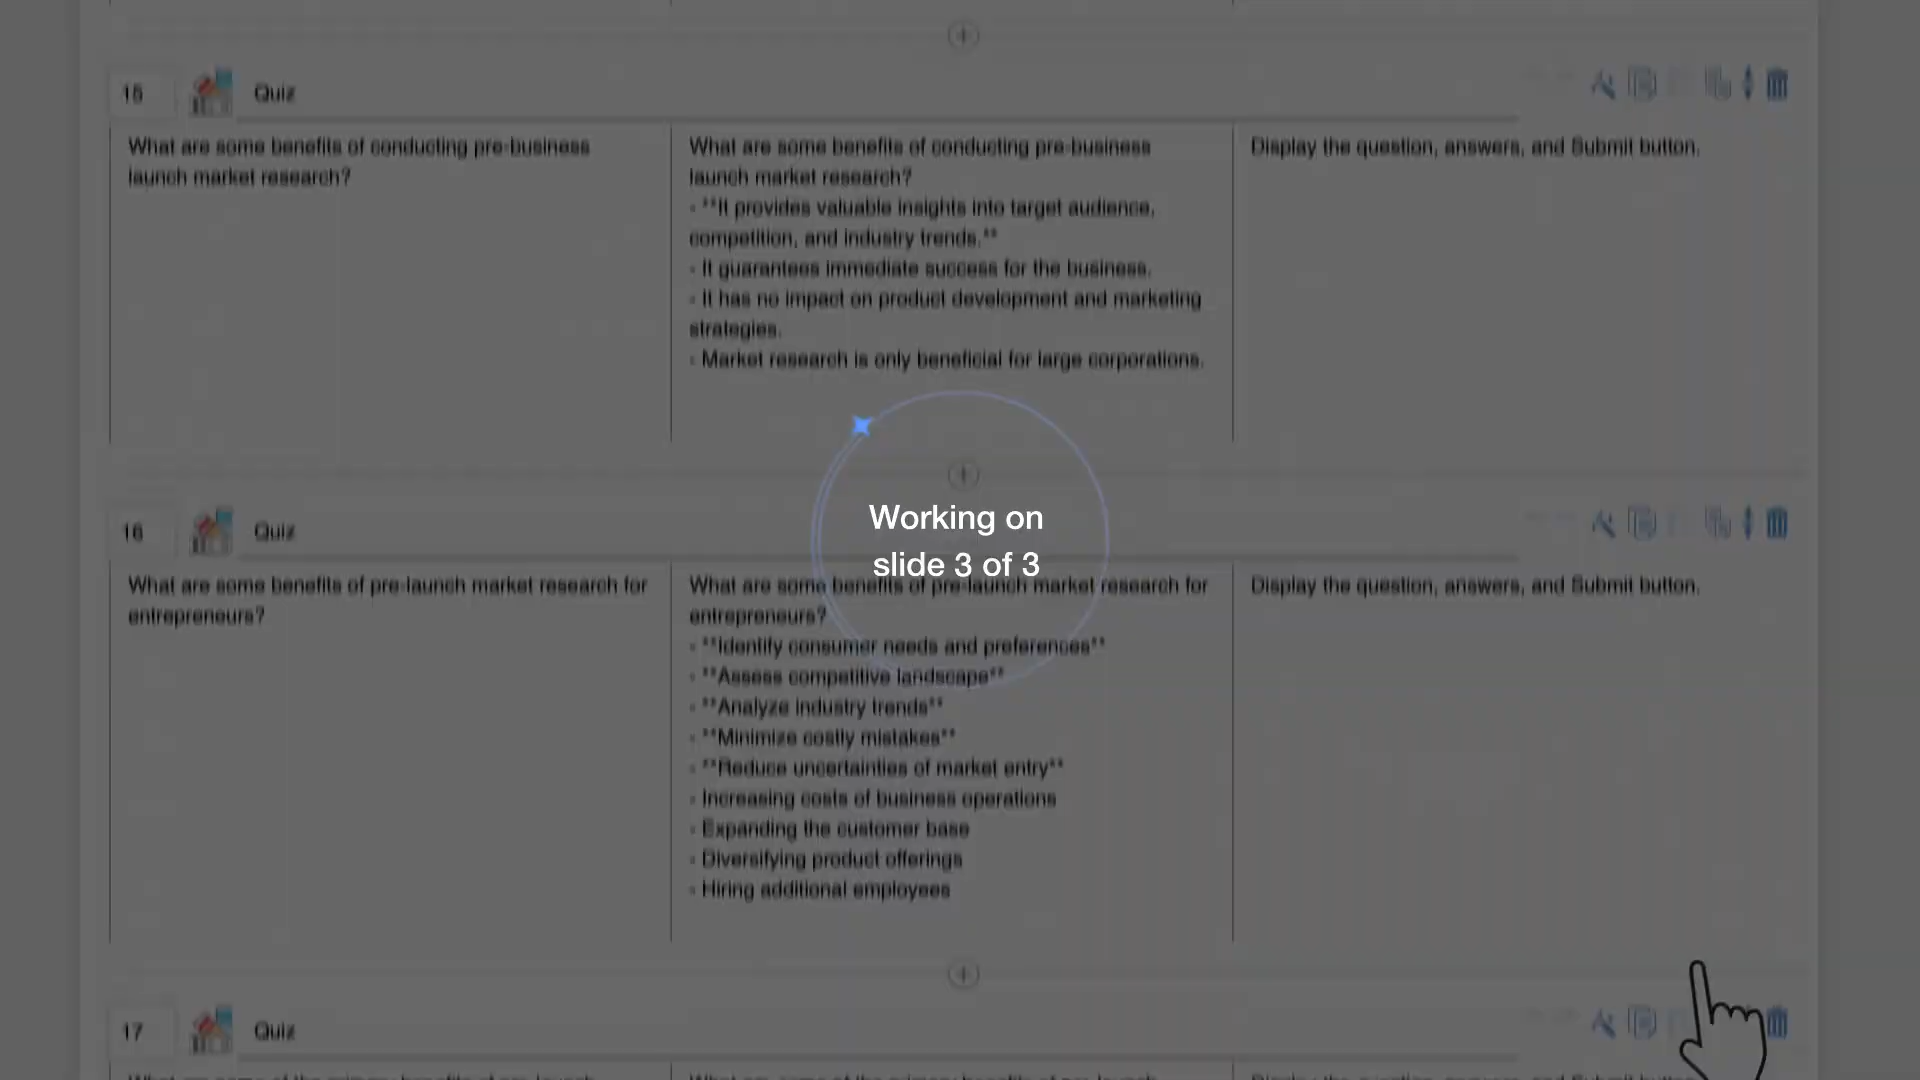 15 Quiz
What are some benefits of conducting pre-business
launch market research?
What are some benefits of conducting pre-business
launch market research?
- **It provides valuable insights into target audience,
competition, and industry trends.**
- It guarantees immediate success for the business.
- It has no impact on product development and marketing
strategies.
- Market research is only beneficial for large corporations.
Display the question, answers, and Submit button.
Working on
slide 3 of 3
16 Quiz
What are some benefits of pre-launch market research for
entrepreneurs?
What are some benefits of pre-launch market research for
entrepreneurs?
- **Identify consumer needs and preferences**
- **Assess competitive landscape**
- **Analyze industry trends**
- **Minimize costly mistakes**
- **Reduce uncertainties of market entry**
- Increasing costs of business operations
- Expanding the customer base
- Diversifying product offerings
- Hiring additional employees
Display the question, answers, and Submit button.
17 Quiz